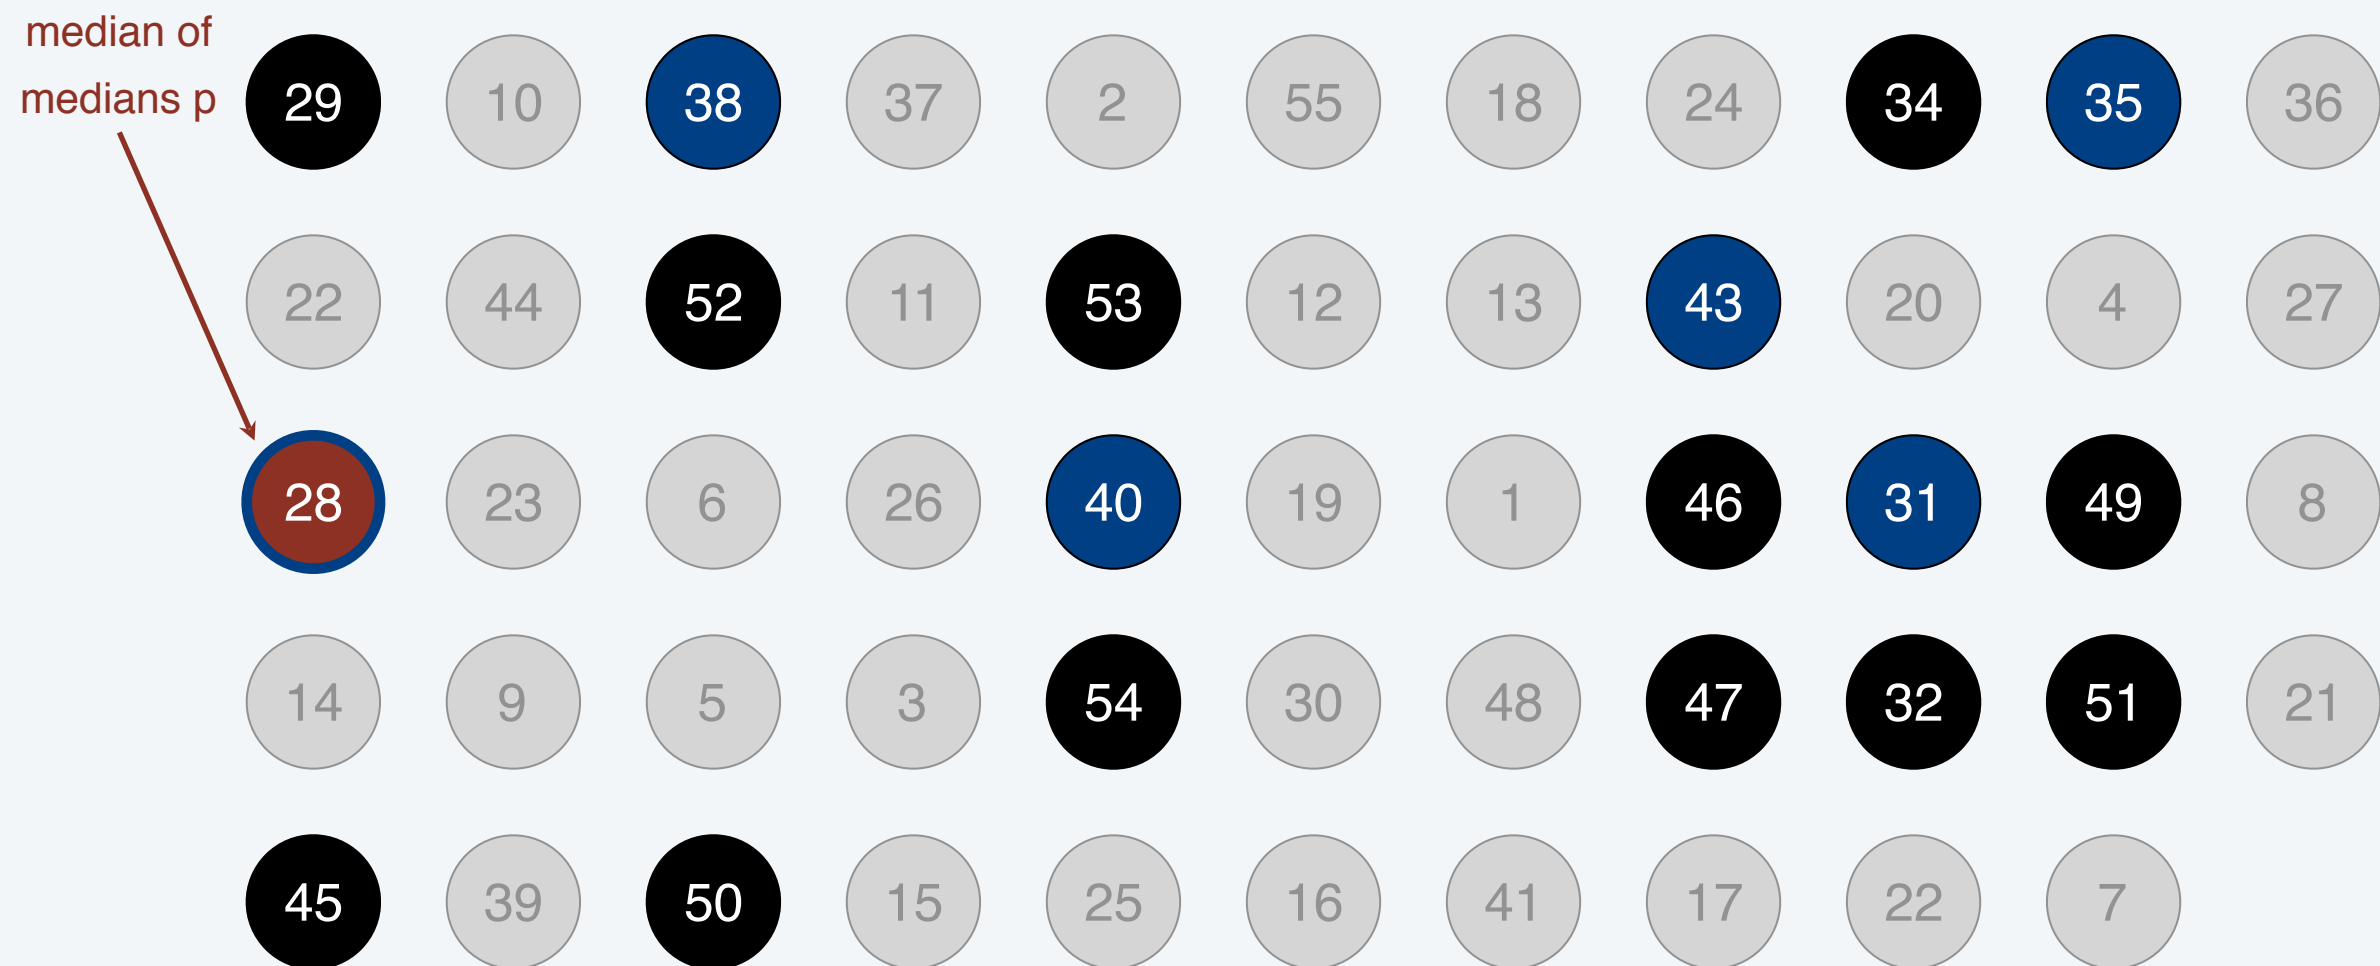 median of
medians p
29 10 38 37 2 55 18 24 34 35 36
22 44 52 11 53 12 13 43 20 4 27
28 23 6 26 40 19 1 46 31 49 8
14 9 5 3 54 30 48 47 32 51 21
45 39 50 15 25 16 41 17 22 7